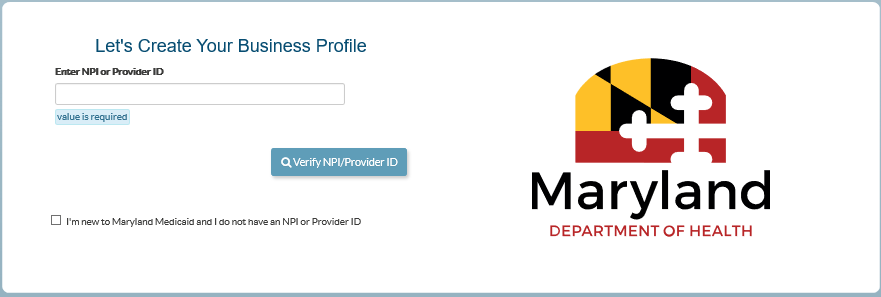 Let's Create Your Business Profile
Enter NPI or Provider ID
value is required
Verify NPI/Provider ID
I'm new to Maryland Medicaid and I do not have an NPI or Provider ID
Maryland
DEPARTMENT OF HEALTH